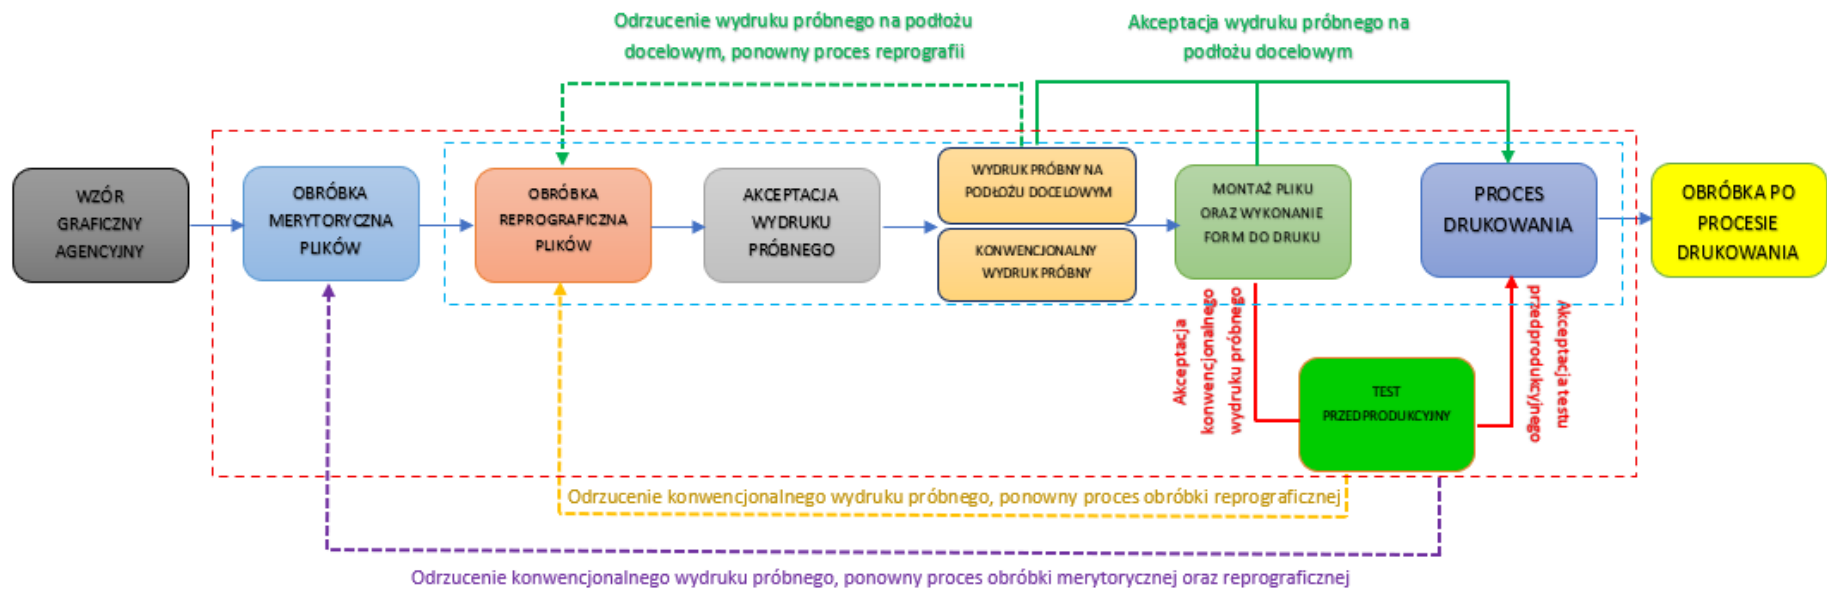 Odrzucenie wydruku próbnego na podłożu
docelowym, ponowny proces reprografii
Akceptacja wydruku próbnego na
podłożu docelowym
WZÓR
GRAFICZNY
AGENCYJNY
OBRÓBKA
MERYTORYCZNA
PLIKÓW
OBRÓBKA
REPROGRAFICZNA
PLIKÓW
AKCEPTACJA
WYDRUKU
PRÓBNEGO
WYDRUK PRÓBNY NA
PODŁOŻU DOCELOWYM
KONWENCJONALNY
WYDRUK PRÓBNY
MONTAŻ PLIKU
ORAZ WYKONANIE
FORM DO DRUKU
PROCES
DRUKOWANIA
OBRÓBKA PO
PROCESIE
DRUKOWANIA
Akceptacja
konwencjonalnego
wydruku próbnego
TEST
PRZEDPRODUKCYJNY
Akceptacja testu
przedprodukcyjnego
Odrzucenie konwencjonalnego wydruku próbnego, ponowny proces obróbki reprograficznej
Odrzucenie konwencjonalnego wydruku próbnego, ponowny proces obróbki merytorycznej oraz reprograficznej